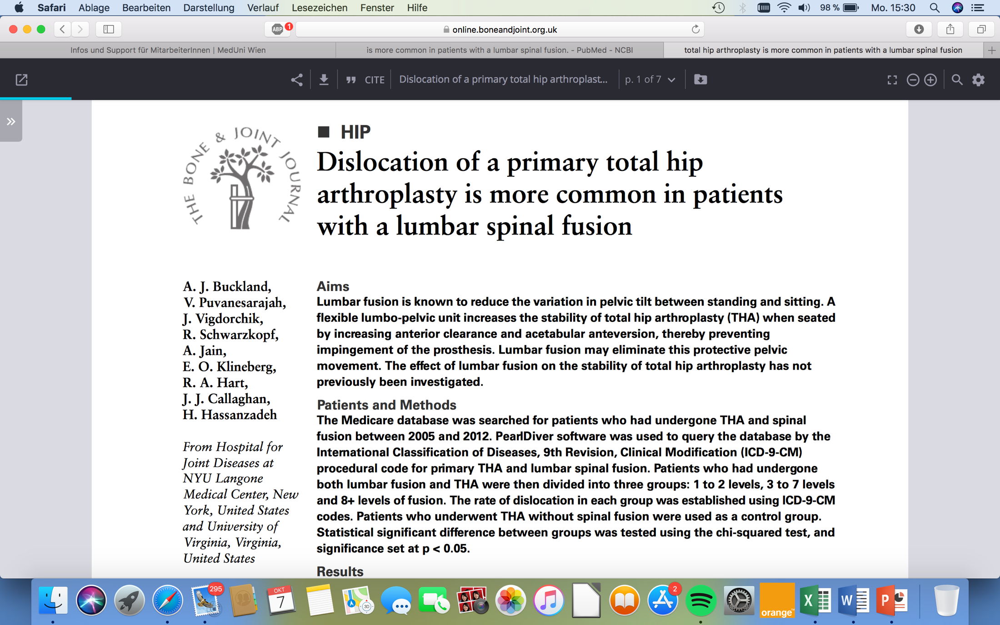 Safari Ablage Bearbeiten Darstellung Verlauf Lesezeichen Fenster Hilfe 98 % Mo. 15:30
ABP 1 online.boneandjoint.org.uk
Infos und Support für MitarbeiterInnen | MedUni Wien
is more common in patients with a lumbar spinal fusion. - PubMed - NCBI
total hip arthroplasty is more common in patients with a lumbar spinal fusion
CITE Dislocation of a primary total hip arthroplast... p. 1 of 7
THE BONE & JOINT JOURNAL
HIP
Dislocation of a primary total hip
arthroplasty is more common in patients
with a lumbar spinal fusion
A. J. Buckland,
V. Puvanesarajah,
J. Vigdorchik,
R. Schwarzkopf,
A. Jain,
E. O. Klineberg,
R. A. Hart,
J. J. Callaghan,
H. Hassanzadeh
From Hospital for
Joint Diseases at
NYU Langone
Medical Center, New
York, United States
and University of
Virginia, Virginia,
United States
Aims
Lumbar fusion is known to reduce the variation in pelvic tilt between standing and sitting. A
flexible lumbo-pelvic unit increases the stability of total hip arthroplasty (THA) when seated
by increasing anterior clearance and acetabular anteversion, thereby preventing
impingement of the prosthesis. Lumbar fusion may eliminate this protective pelvic
movement. The effect of lumbar fusion on the stability of total hip arthroplasty has not
previously been investigated.
Patients and Methods
The Medicare database was searched for patients who had undergone THA and spinal
fusion between 2005 and 2012. PearlDiver software was used to query the database by the
International Classification of Diseases, 9th Revision, Clinical Modification (ICD-9-CM)
procedural code for primary THA and lumbar spinal fusion. Patients who had undergone
both lumbar fusion and THA were then divided into three groups: 1 to 2 levels, 3 to 7 levels
and 8+ levels of fusion. The rate of dislocation in each group was established using ICD-9-CM
codes. Patients who underwent THA without spinal fusion were used as a control group.
Statistical significant difference between groups was tested using the chi-squared test, and
significance set at p < 0.05.
Results
295 OKT 7 3D 2 orange™ X W P